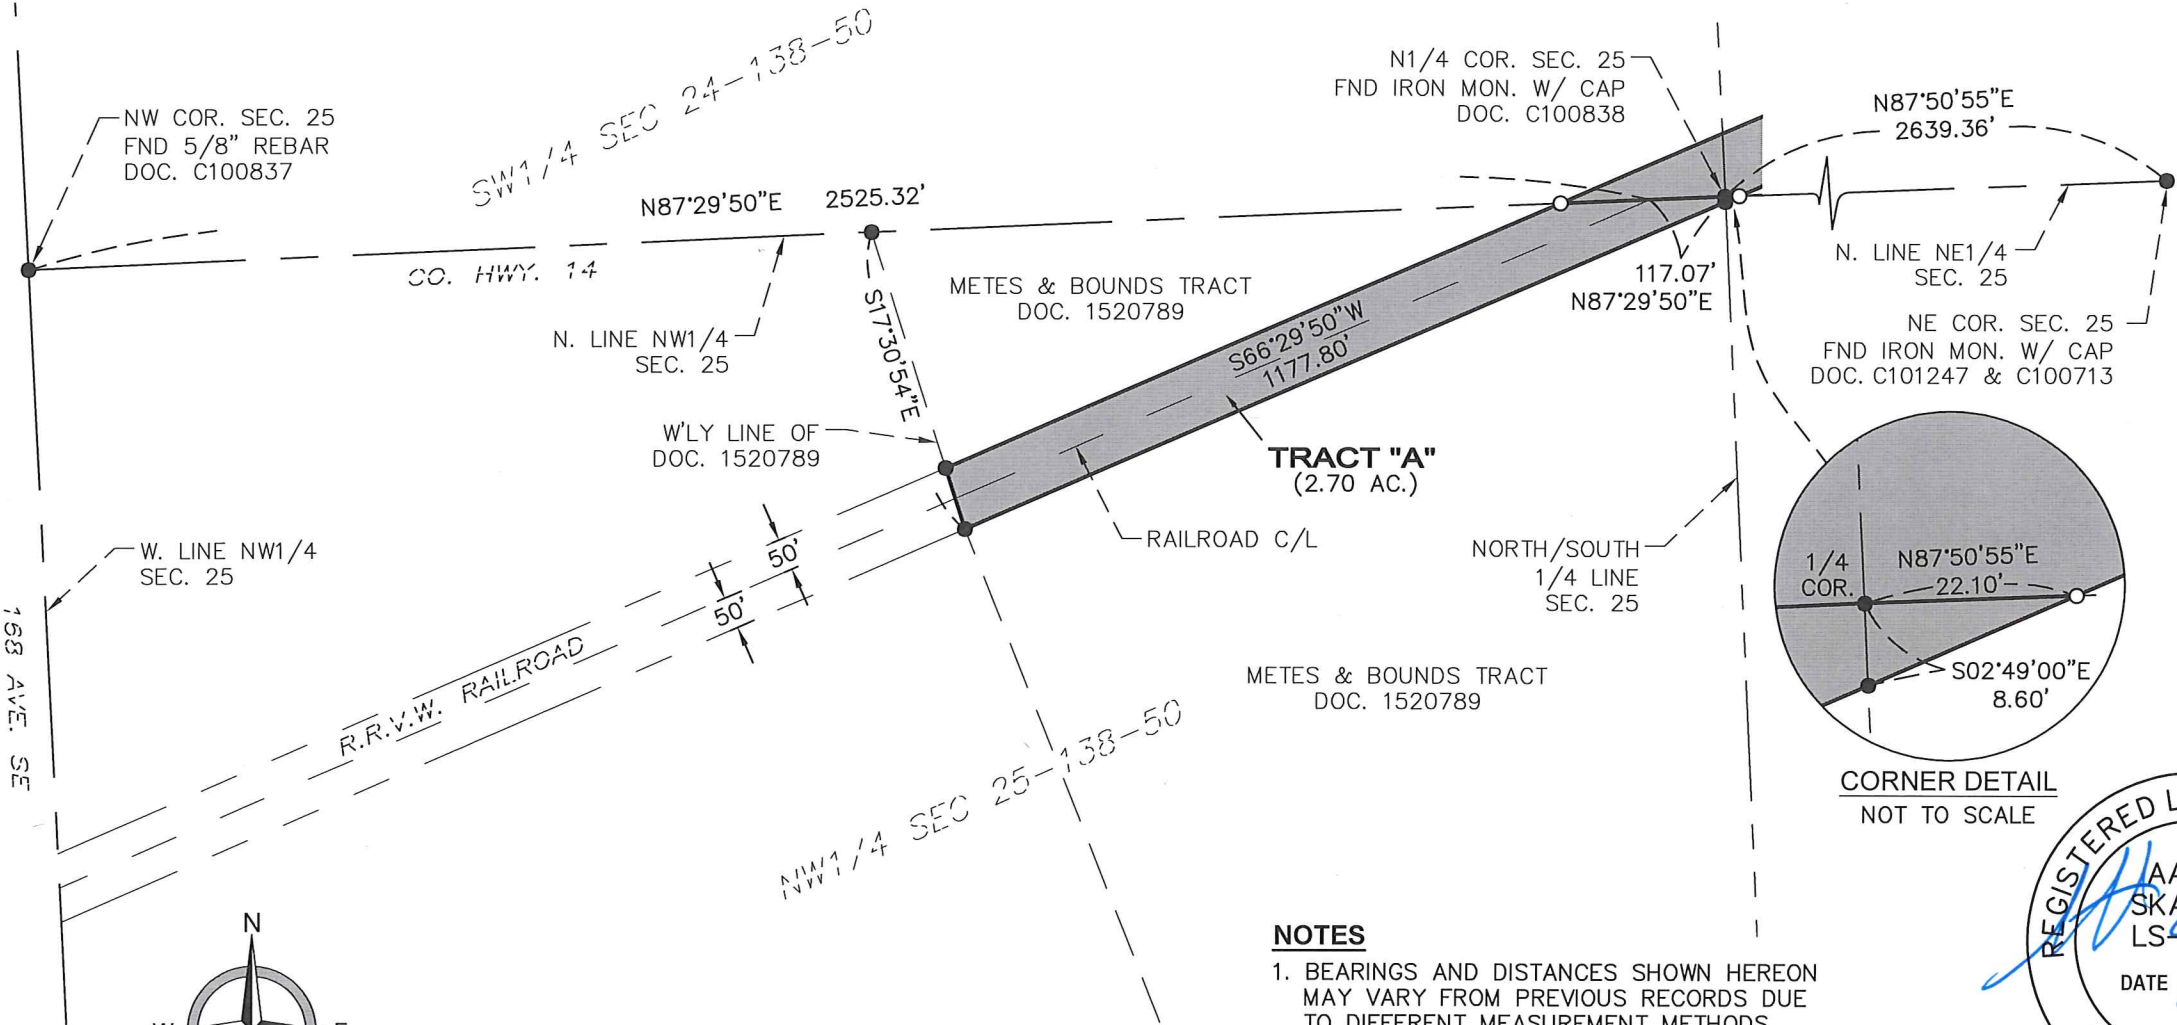 SW1/4 SEC 24-138-50
NW COR. SEC. 25
FND 5/8" REBAR
DOC. C100837
N1/4 COR. SEC. 25
FND IRON MON. W/ CAP
DOC. C100838
N87°50'55"E
2639.36'
N87°29'50"E 2525.32'
CO. HWY. 14
N. LINE NW1/4
SEC. 25
S17°30'54"E
METES & BOUNDS TRACT
DOC. 1520789
117.07'
N87°29'50"E
N. LINE NE1/4
SEC. 25
NE COR. SEC. 25
FND IRON MON. W/ CAP
DOC. C101247 & C100713
S66°29'50"W
1177.80'
W'LY LINE OF
DOC. 1520789
TRACT "A"
(2.70 AC.)
RAILROAD C/L
W. LINE NW1/4
SEC. 25
50'
50'
NORTH/SOUTH
1/4 LINE
SEC. 25
1/4
COR.
N87°50'55"E
22.10'
S02°49'00"E
8.60'
168 AVE. SE
R.R.V.W. RAILROAD
METES & BOUNDS TRACT
DOC. 1520789
NW1/4 SEC 25-138-50
CORNER DETAIL
NOT TO SCALE
N
NOTES
1. BEARINGS AND DISTANCES SHOWN HEREON
MAY VARY FROM PREVIOUS RECORDS DUE
TO DIFFERENT MEASUREMENT METHODS
REGISTERED
LS-
DATE